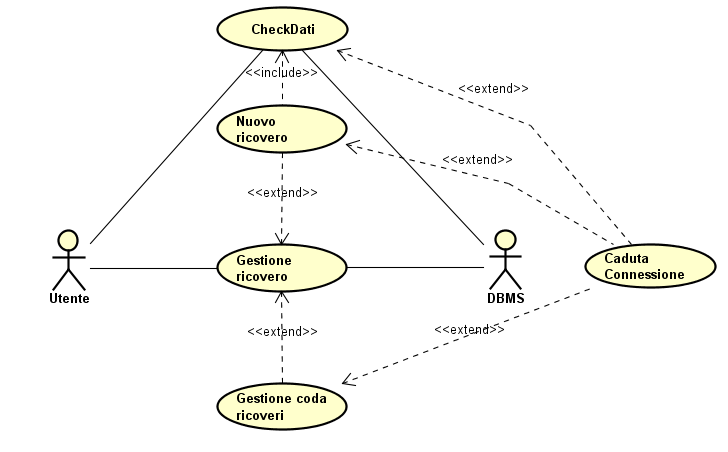 CheckDati
<<include>>
<<extend>>
Nuovo
ricovero
<<extend>>
<<extend>>
Gestione
ricovero
Caduta
Connessione
Utente
DBMS
<<extend>>
<<extend>>
Gestione coda
ricoveri